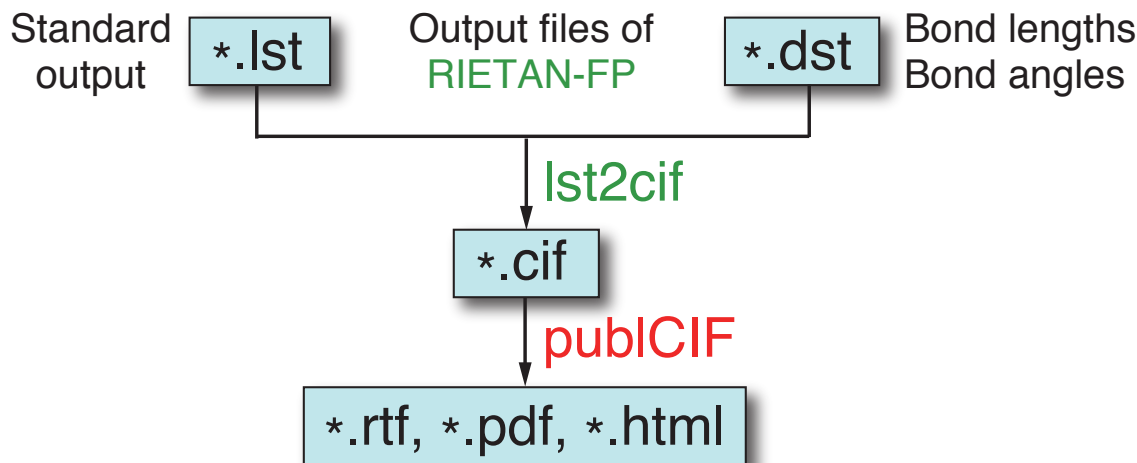 Standard
output
*.lst
Output files of
RIETAN-FP
*.dst
Bond lengths
Bond angles
lst2cif
*.cif
publCIF
*.rtf, *.pdf, *.html